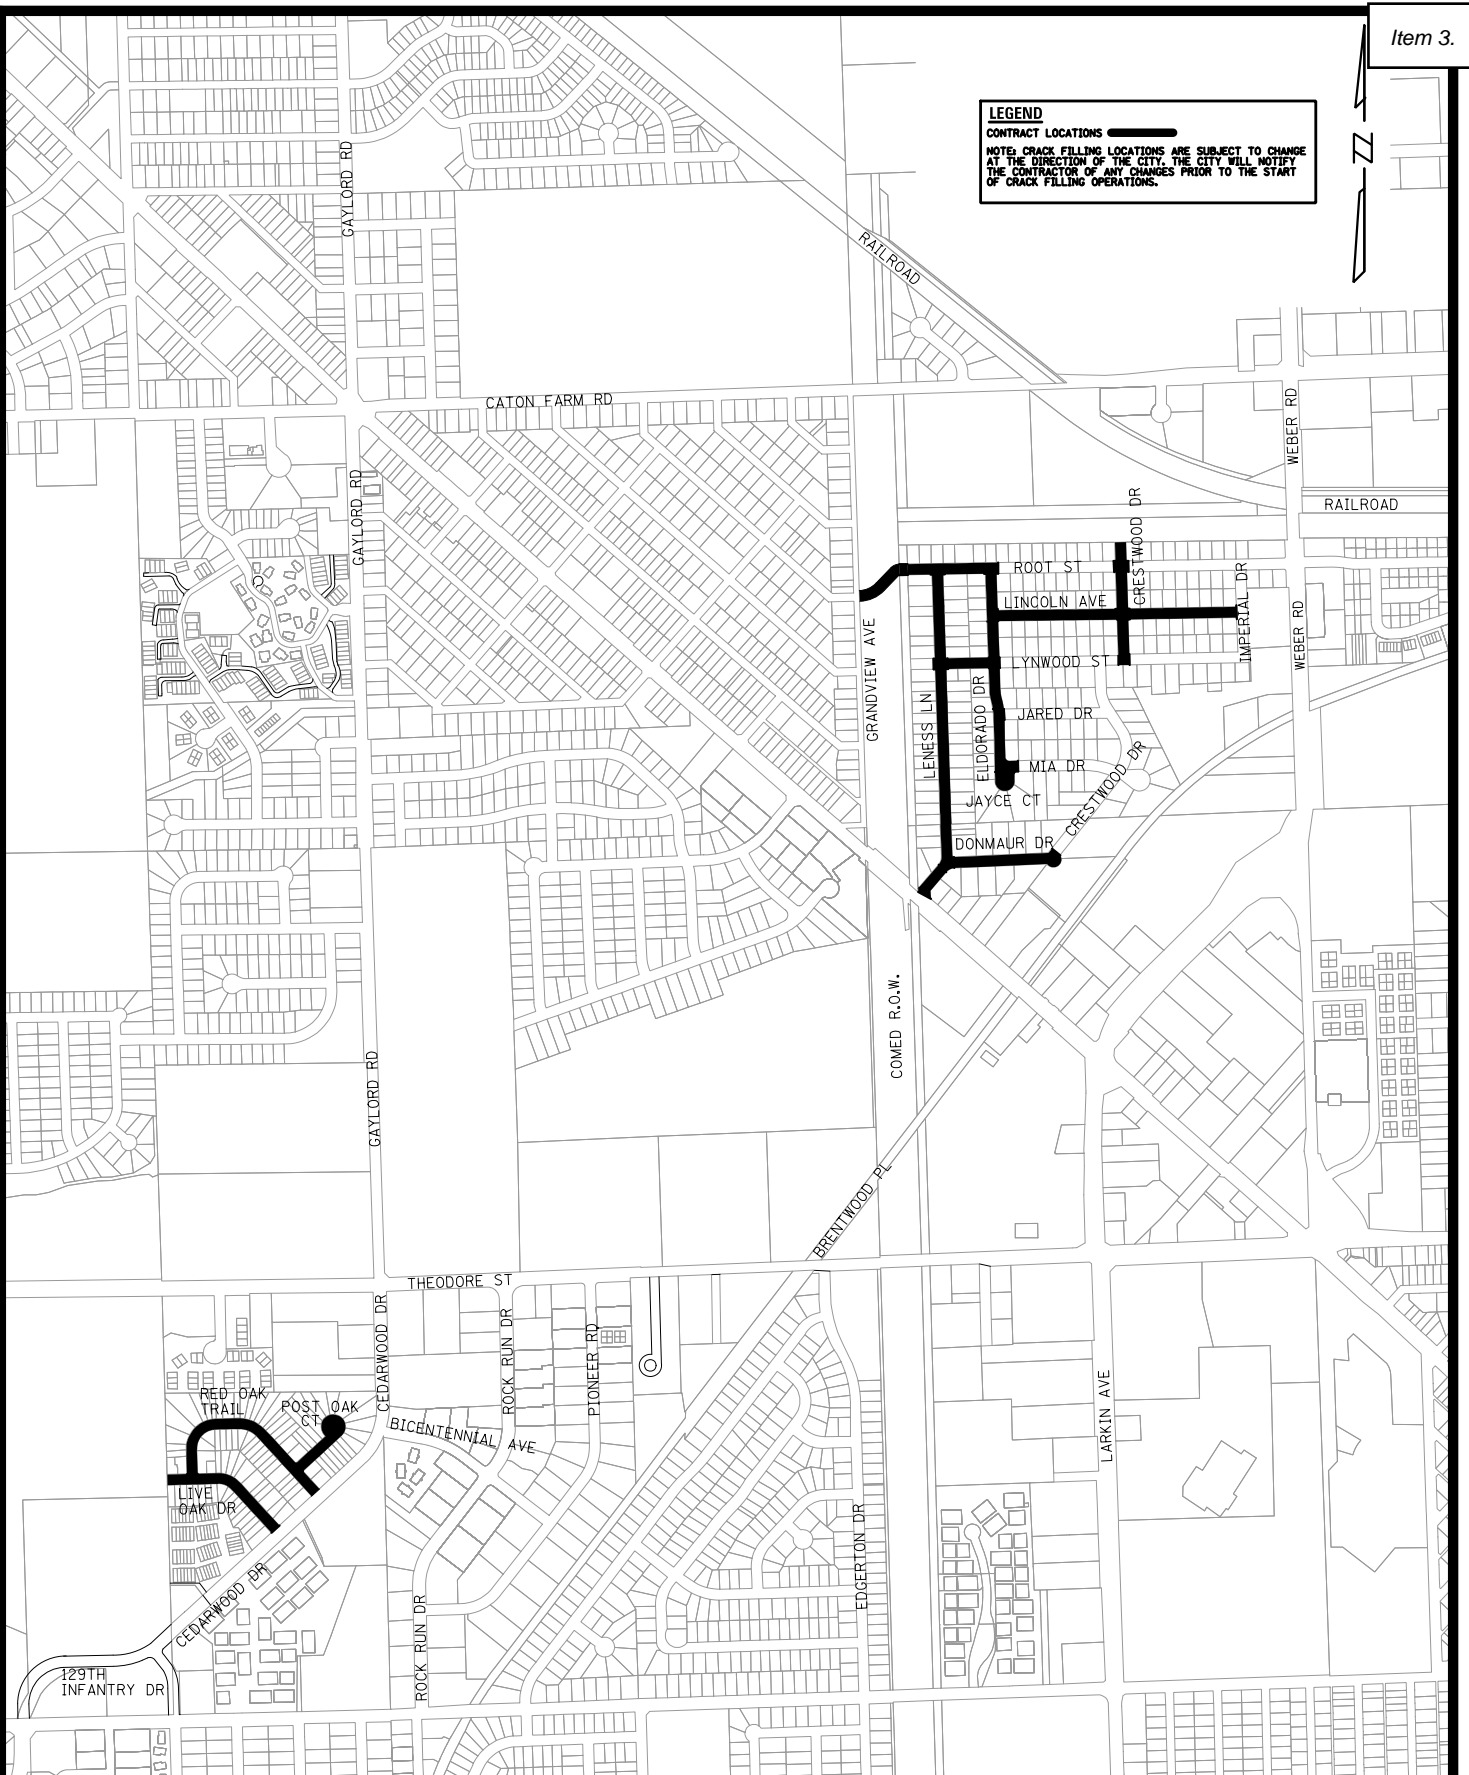 Item 3.
LEGEND
CONTRACT LOCATIONS
NOTE: CRACK FILLING LOCATIONS ARE SUBJECT TO CHANGE
AT THE DIRECTION OF THE CITY. THE CITY WILL NOTIFY
THE CONTRACTOR OF ANY CHANGES PRIOR TO THE START
OF CRACK FILLING OPERATIONS.
N
GAYLORD RD
RAILROAD
CATON FARM RD
WEBER RD
GAYLORD RD
RAILROAD
CRESTWOOD DR
ROOT ST
LINCOLN AVE
IMPERIAL DR
WEBER RD
GRANDVIEW AVE
LYNWOOD ST
LENESS LN
ELDORADO DR
JARED DR
MIA DR
JAYCE CT
CRESTWOOD DR
DONMAUR DR
COMED R.O.W.
GAYLORD RD
BRENTWOOD PL
THEODORE ST
CEDARWOOD DR
ROCK RUN DR
PIONEER RD
LARKIN AVE
RED OAK
TRAIL
POST OAK
CT
BICENTENNIAL AVE
LIVE
OAK DR
EDGERTON DR
CEDARWOOD DR
ROCK RUN DR
129TH
INFANTRY DR